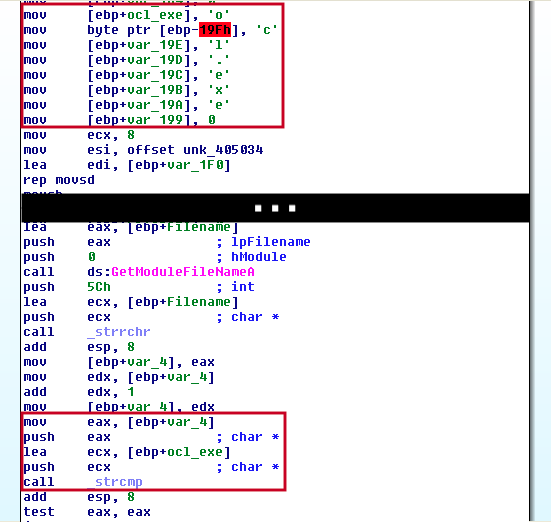 mov [ebp+ocl_exe], 'o'
mov byte ptr [ebp-19Fh], 'c'
mov [ebp+var_19E], 'l'
mov [ebp+var_19D], '.'
mov [ebp+var_19C], 'e'
mov [ebp+var_19B], 'x'
mov [ebp+var_19A], 'e'
mov [ebp+var_199], 0
mov ecx, 8
mov esi, offset unk_405034
lea edi, [ebp+var_1F0]
rep movsd
...
lea eax, [ebp+Filename]
push eax ; lpFilename
push 0 ; hModule
call ds:GetModuleFileNameA
push 5Ch ; int
lea ecx, [ebp+Filename]
push ecx ; char *
call _strrchr
add esp, 8
mov [ebp+var_4], eax
mov edx, [ebp+var_4]
add edx, 1
mov [ebp+var_4], edx
mov eax, [ebp+var_4]
push eax ; char *
lea ecx, [ebp+ocl_exe]
push ecx ; char *
call _strcmp
add esp, 8
test eax, eax